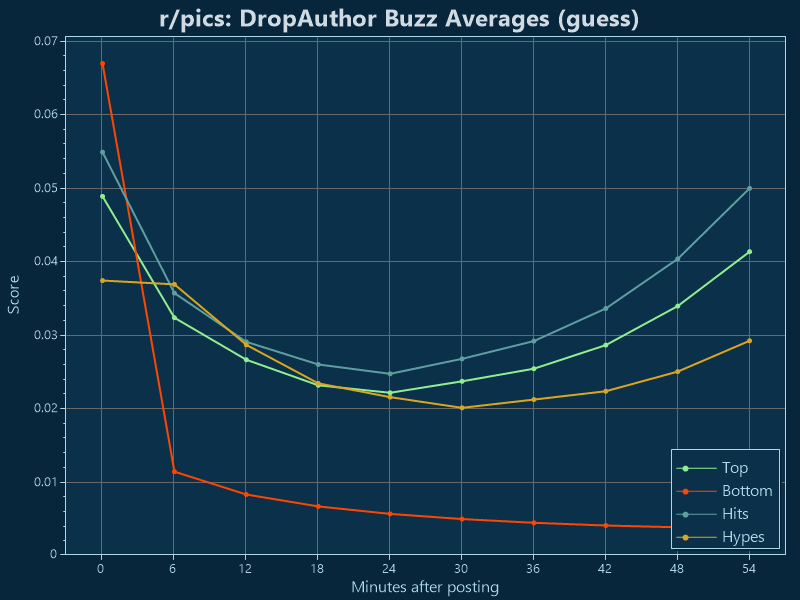 r/pics: DropAuthor Buzz Averages (guess)
0.07
0.06
0.05
0.04
0.03
0.02
0.01
0
Score
0 6 12 18 24 30 36 42 48 54
Minutes after posting
Top
Bottom
Hits
Hypes